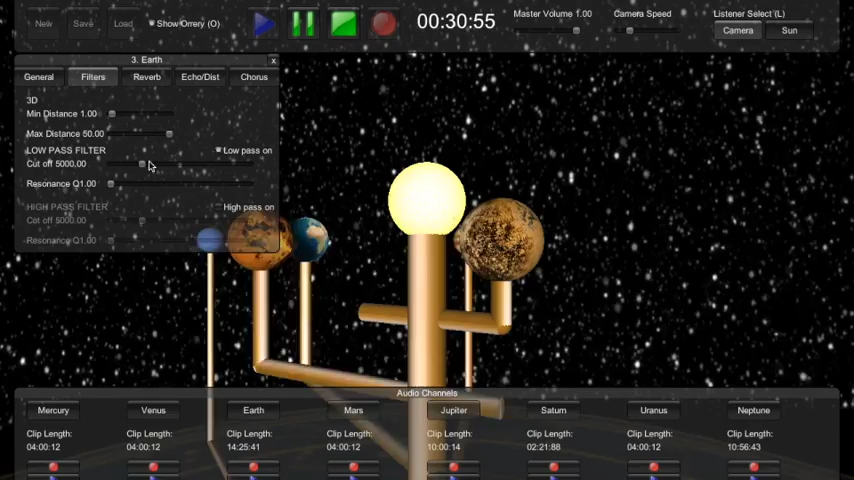 New Save Load Show Orrery (O) 00:30:55 Master Volume 1.00 Camera Speed Listener Select (L)
Camera Sun
3. Earth x
General Filters Reverb Echo/Dist Chorus
3D
Min Distance 1.00
Max Distance 50.00
LOW PASS FILTER Low pass on
Cut off 5000.00
Resonance Q1.00
HIGH PASS FILTER High pass on
Cut off 5000.00
Resonance Q1.00
Audio Channels
Mercury Venus Earth Mars Jupiter Saturn Uranus Neptune
Clip Length: Clip Length: Clip Length: Clip Length: Clip Length: Clip Length: Clip Length: Clip Length:
04:00:12 04:00:12 14:25:41 04:00:12 10:00:14 02:21:88 04:00:12 10:56:43